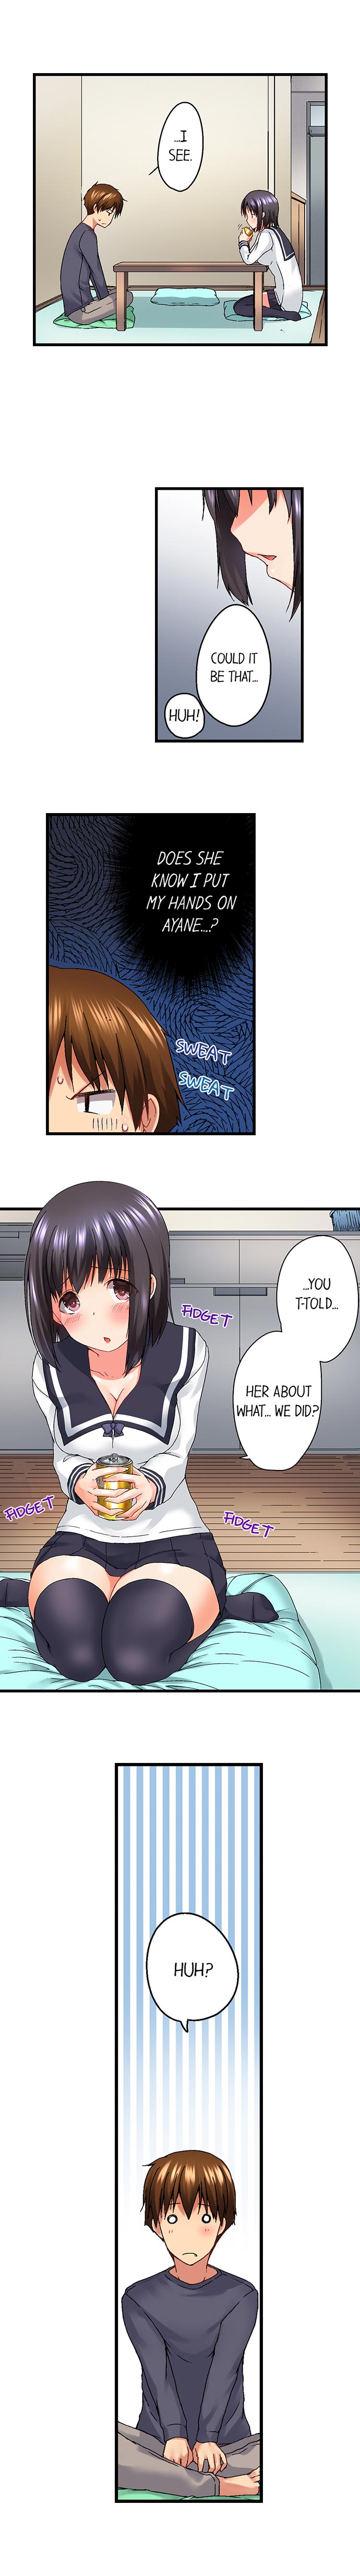 ...I
SEE.
COULD IT
BE THAT...
HUH!
DOES SHE
KNOW I PUT
MY HANDS ON
AYANE...?
SWEAT
SWEAT
...YOU
T-TOLD...
FIDGET
HER ABOUT
WHAT... WE DID?
FIDGET
FIDGET
HUH?